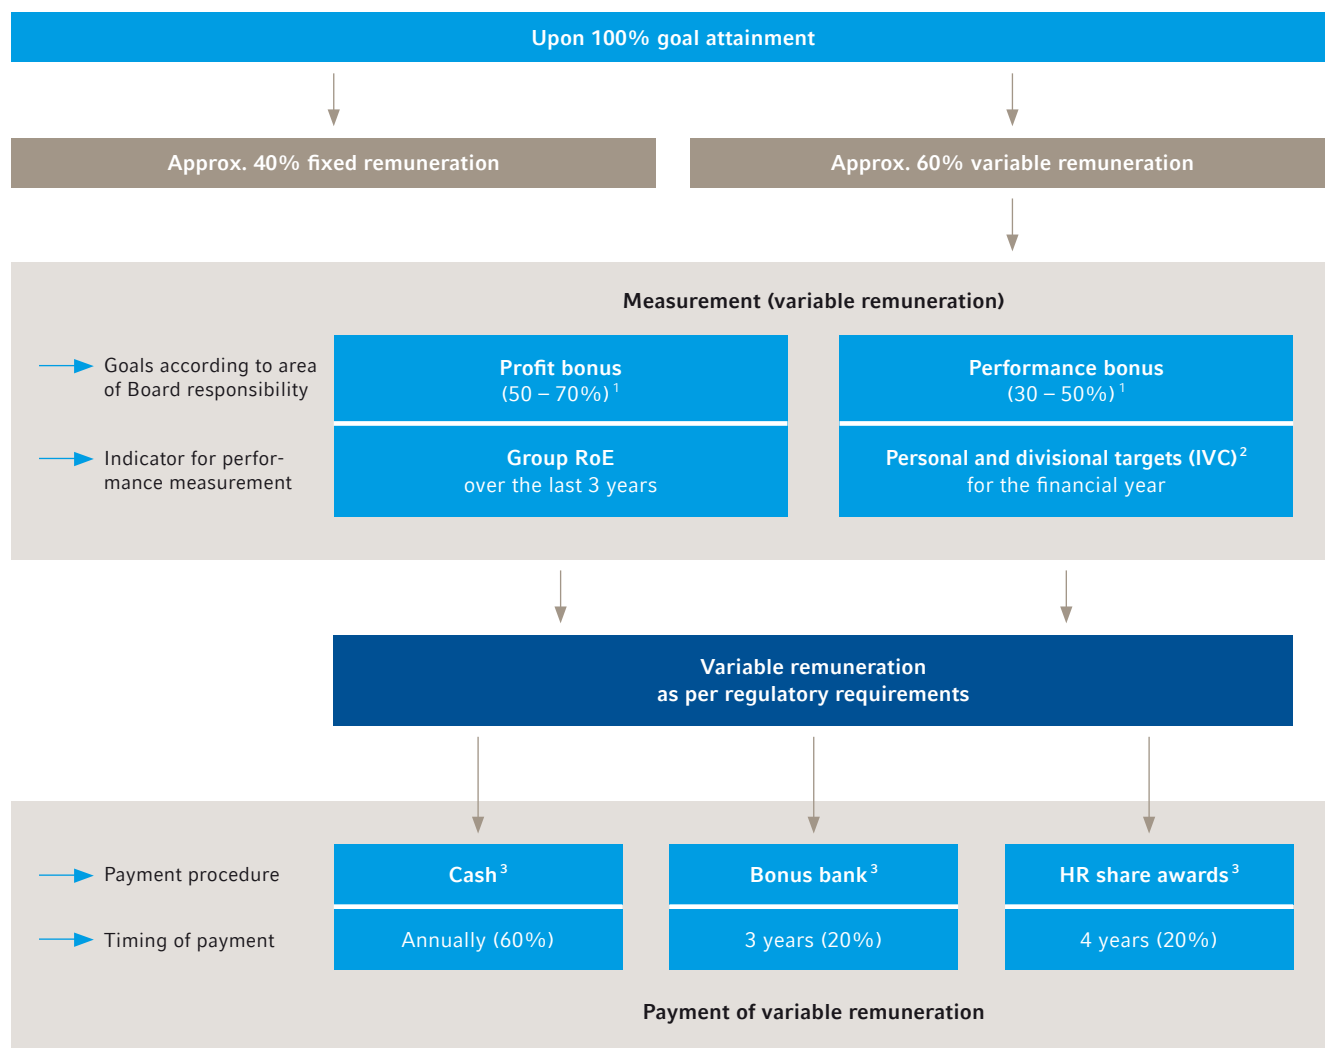 Upon 100% goal attainment
Approx. 40% fixed remuneration
Approx. 60% variable remuneration
Measurement (variable remuneration)
Goals according to area
of Board responsibility
Profit bonus
(50 – 70%) 1
Performance bonus
(30 – 50%) 1
Indicator for perfor-
mance measurement
Group RoE
over the last 3 years
Personal and divisional targets (IVC) 2
for the financial year
Variable remuneration
as per regulatory requirements
Payment procedure
Cash 3
Bonus bank 3
HR share awards 3
Timing of payment
Annually (60%)
3 years (20%)
4 years (20%)
Payment of variable remuneration